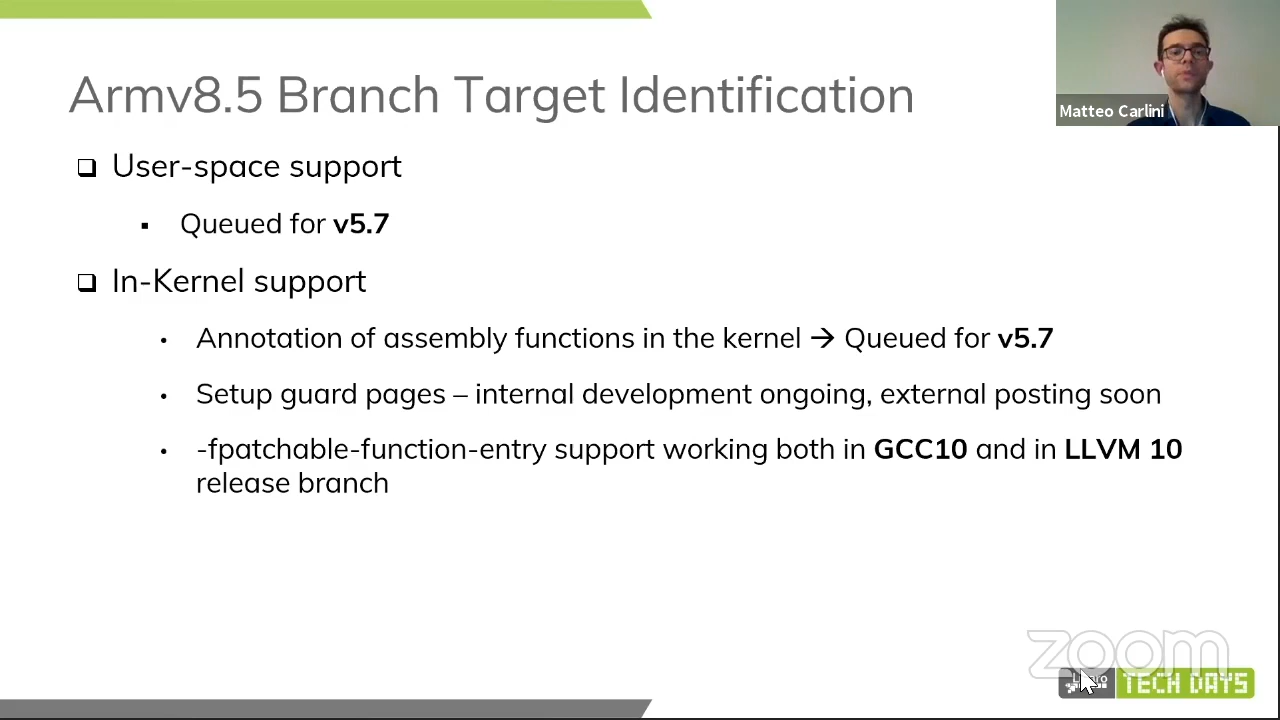 Armv8.5 Branch Target Identification
Matteo Carlini
User-space support
Queued for v5.7
In-Kernel support
Annotation of assembly functions in the kernel → Queued for v5.7
Setup guard pages – internal development ongoing, external posting soon
-fpatchable-function-entry support working both in GCC10 and in LLVM 10
release branch
zoom
TECH DAYS